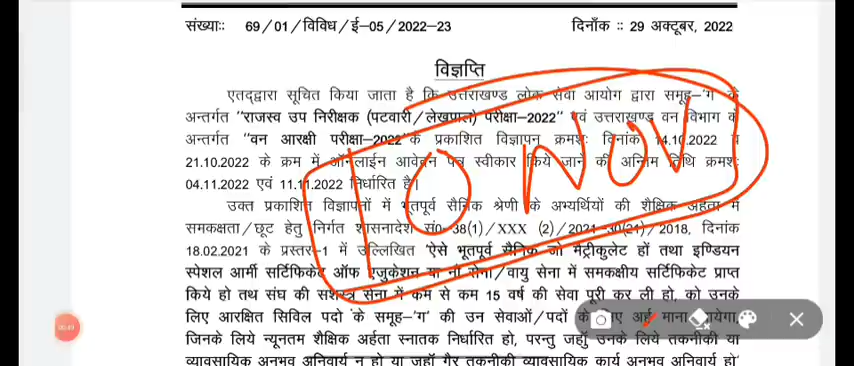 संख्याः 69/01/विविध/ई-05/2022-23 दिनाँक :: 29 अक्टूबर, 2022
विज्ञप्ति
एतद्द्वारा सूचित किया जाता है कि उत्तराखण्ड लोक सेवा आयोग द्वारा समूह-'ग' के
अन्तर्गत "राजस्व उप निरीक्षक (पटवारी/लेखपाल) परीक्षा-2022" एवं उत्तराखण्ड वन विभाग के
अन्तर्गत "वन आरक्षी परीक्षा-2022"के प्रकाशित विज्ञापन क्रमशः दिनांक 14.10.2022 व
21.10.2022 के क्रम में ऑनलाईन आवेदन पत्र स्वीकार किये जाने की अन्तिम तिथि क्रमशः
04.11.2022 एवं 11.11.2022 निर्धारित है।
10 NOV
उक्त प्रकाशित विज्ञापनों में भूतपूर्व सैनिक श्रेणी के अभ्यर्थियों की शैक्षिक अर्हता में
समकक्षता/छूट हेतु निर्गत शासनादेश सं0-38(1)/XXX (2)/2021-30(21)/2018, दिनांक
18.02.2021 के प्रस्तर-1 में उल्लिखित 'ऐसे भूतपूर्व सैनिक जो मैट्रीकुलेट हों तथा इण्डियन
स्पेशल आर्मी सर्टिफिकेट ऑफ एजुकेशन या नौ सेना/वायु सेना में समकक्षीय सर्टिफिकेट प्राप्त
किये हो तथ संघ की सशस्त्र सेना में कम से कम 15 वर्ष की सेवा पूरी कर ली हो, को उनके
लिए आरक्षित सिविल पदो के समूह-'ग' की उन सेवाओं/पदों के लिए अर्ह माना जायेगा,
जिनके लिये न्यूनतम शैक्षिक अर्हता स्नातक निर्धारित हो, परन्तु जहाँ उनके लिये तकनीकी या
व्यावसायिक अनुभव अनिवार्य न हो या जहाँ गैर तकनीकी व्यावसायिक कार्य अनुभव अनिवार्य हो